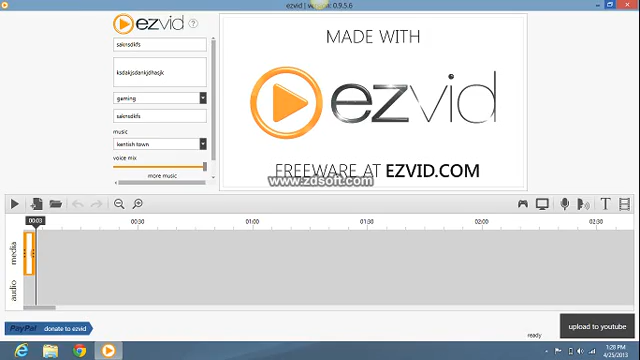 ezvid | version: 0.9.5.6
ezvid ?
saknsdkfs
ksdakjsdankjdhasjk
gaming
saknsdkfs
music
kentish town
voice mix
more music
MADE WITH
ezvid
FREEWARE AT EZVID.COM
www.zdsoft.com
T
00:03
00:30
01:00
01:30
02:00
02:30
media
audio
PayPal donate to ezvid
ready
upload to youtube
1:28 PM
4/25/2013